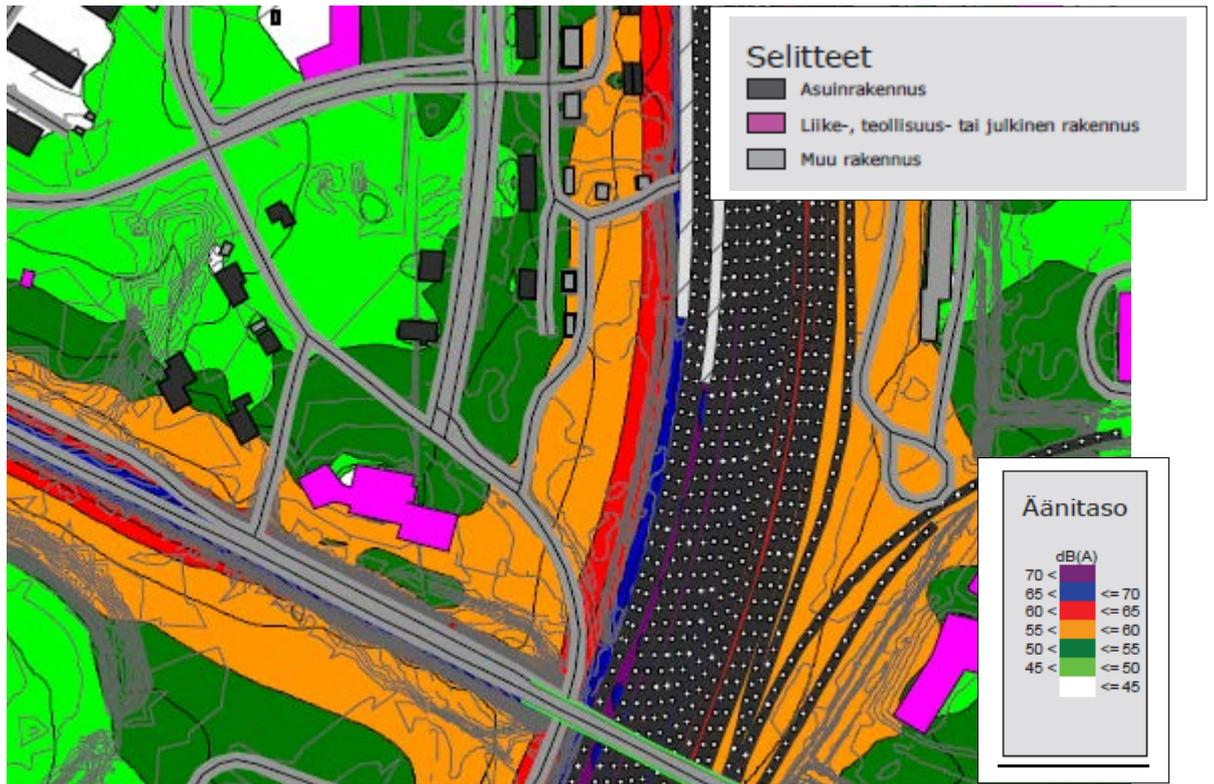 Selitteet
Asuinrakennus
Liike-, teollisuus- tai julkinen rakennus
Muu rakennus
Äänitaso
dB(A)
70 <
65 < <= 70
60 < <= 65
55 < <= 60
50 < <= 55
45 < <= 50
<= 45